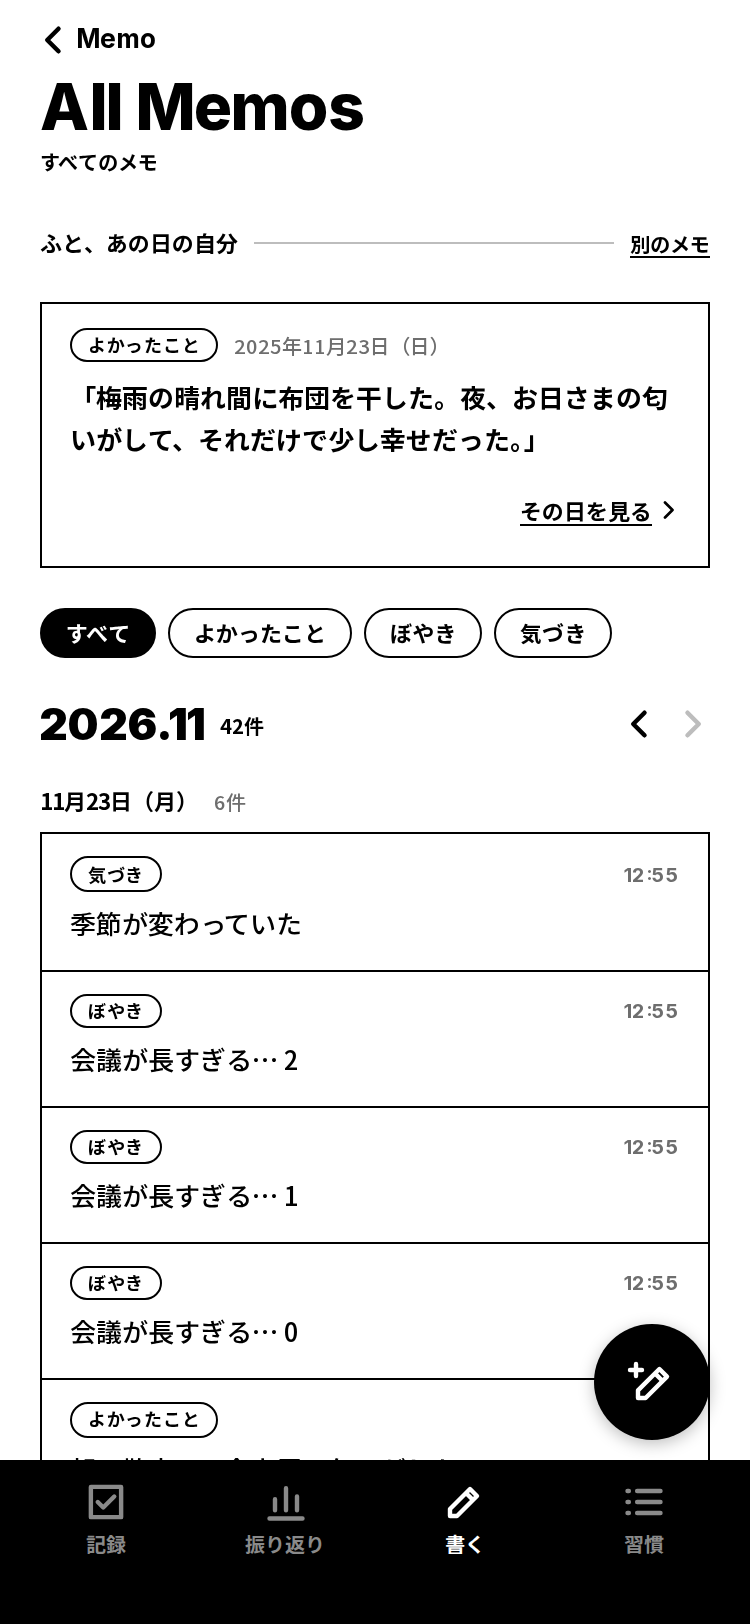 Memo
All Memos
すべてのメモ
ふと、あの日の自分
別のメモ
よかったこと 2025年11月23日（日）
「梅雨の晴れ間に布団を干した。夜、お日さまの匂
いがして、それだけで少し幸せだった。」
その日を見る
すべて よかったこと ぼやき 気づき
2026.11 42件
11月23日（月） 6件
気づき 12:55
季節が変わっていた
ぼやき 12:55
会議が長すぎる… 2
ぼやき 12:55
会議が長すぎる… 1
ぼやき 12:55
会議が長すぎる… 0
よかったこと
記録 振り返り 書く 習慣